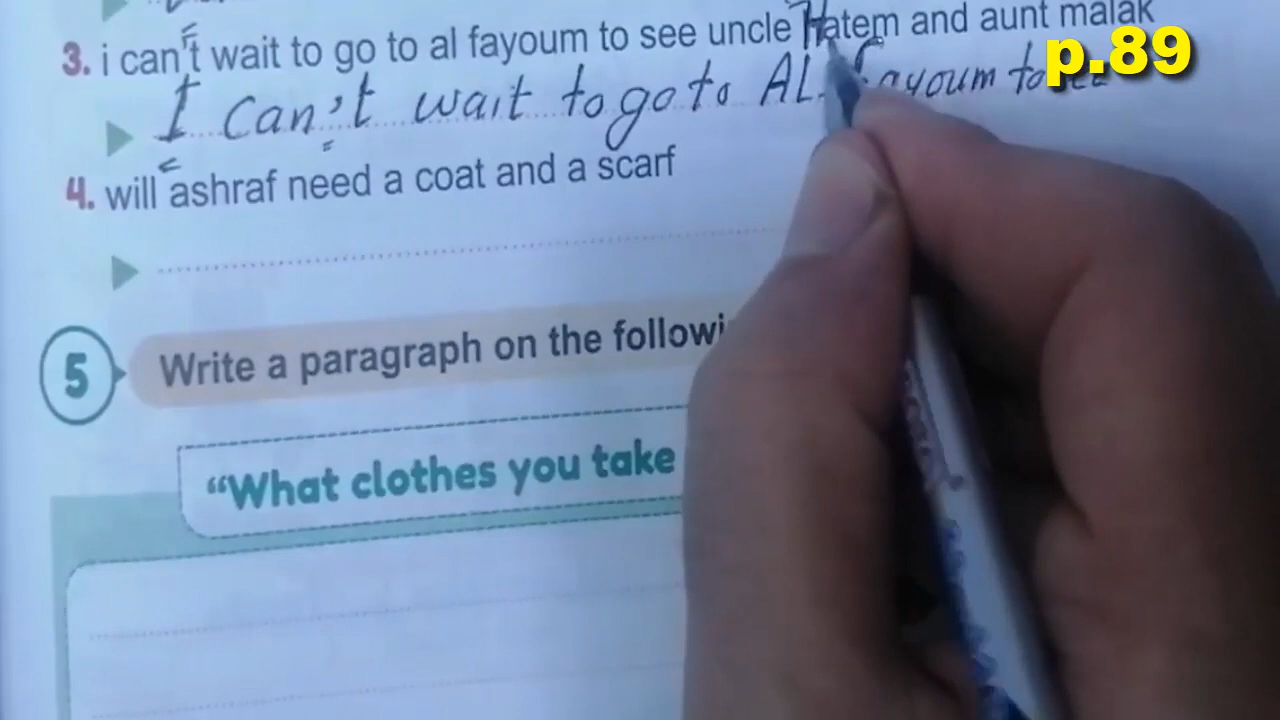 3. i can't wait to go to al fayoum to see uncle Hatem and aunt malak
p.89
I Can't wait to go to AL fayoum to see
4. will ashraf need a coat and a scarf
5 Write a paragraph on the
"What clothes you take